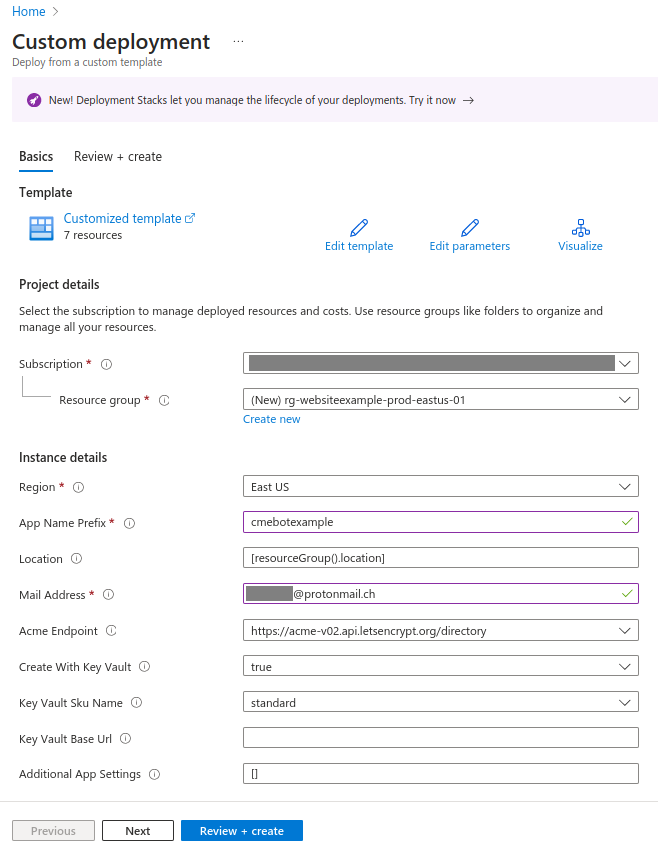 Home
Custom deployment ...
Deploy from a custom template
New! Deployment Stacks let you manage the lifecycle of your deployments. Try it now →
Basics Review + create
Template
Customized template
7 resources
Edit template Edit parameters Visualize
Project details
Select the subscription to manage deployed resources and costs. Use resource groups like folders to organize and
manage all your resources.
Subscription *
Resource group * (New) rg-websiteexample-prod-eastus-01
Create new
Instance details
Region * East US
App Name Prefix * cmebotexample
Location [resourceGroup().location]
Mail Address * @protonmail.ch
Acme Endpoint https://acme-v02.api.letsencrypt.org/directory
Create With Key Vault true
Key Vault Sku Name standard
Key Vault Base Url
Additional App Settings []
Previous Next Review + create